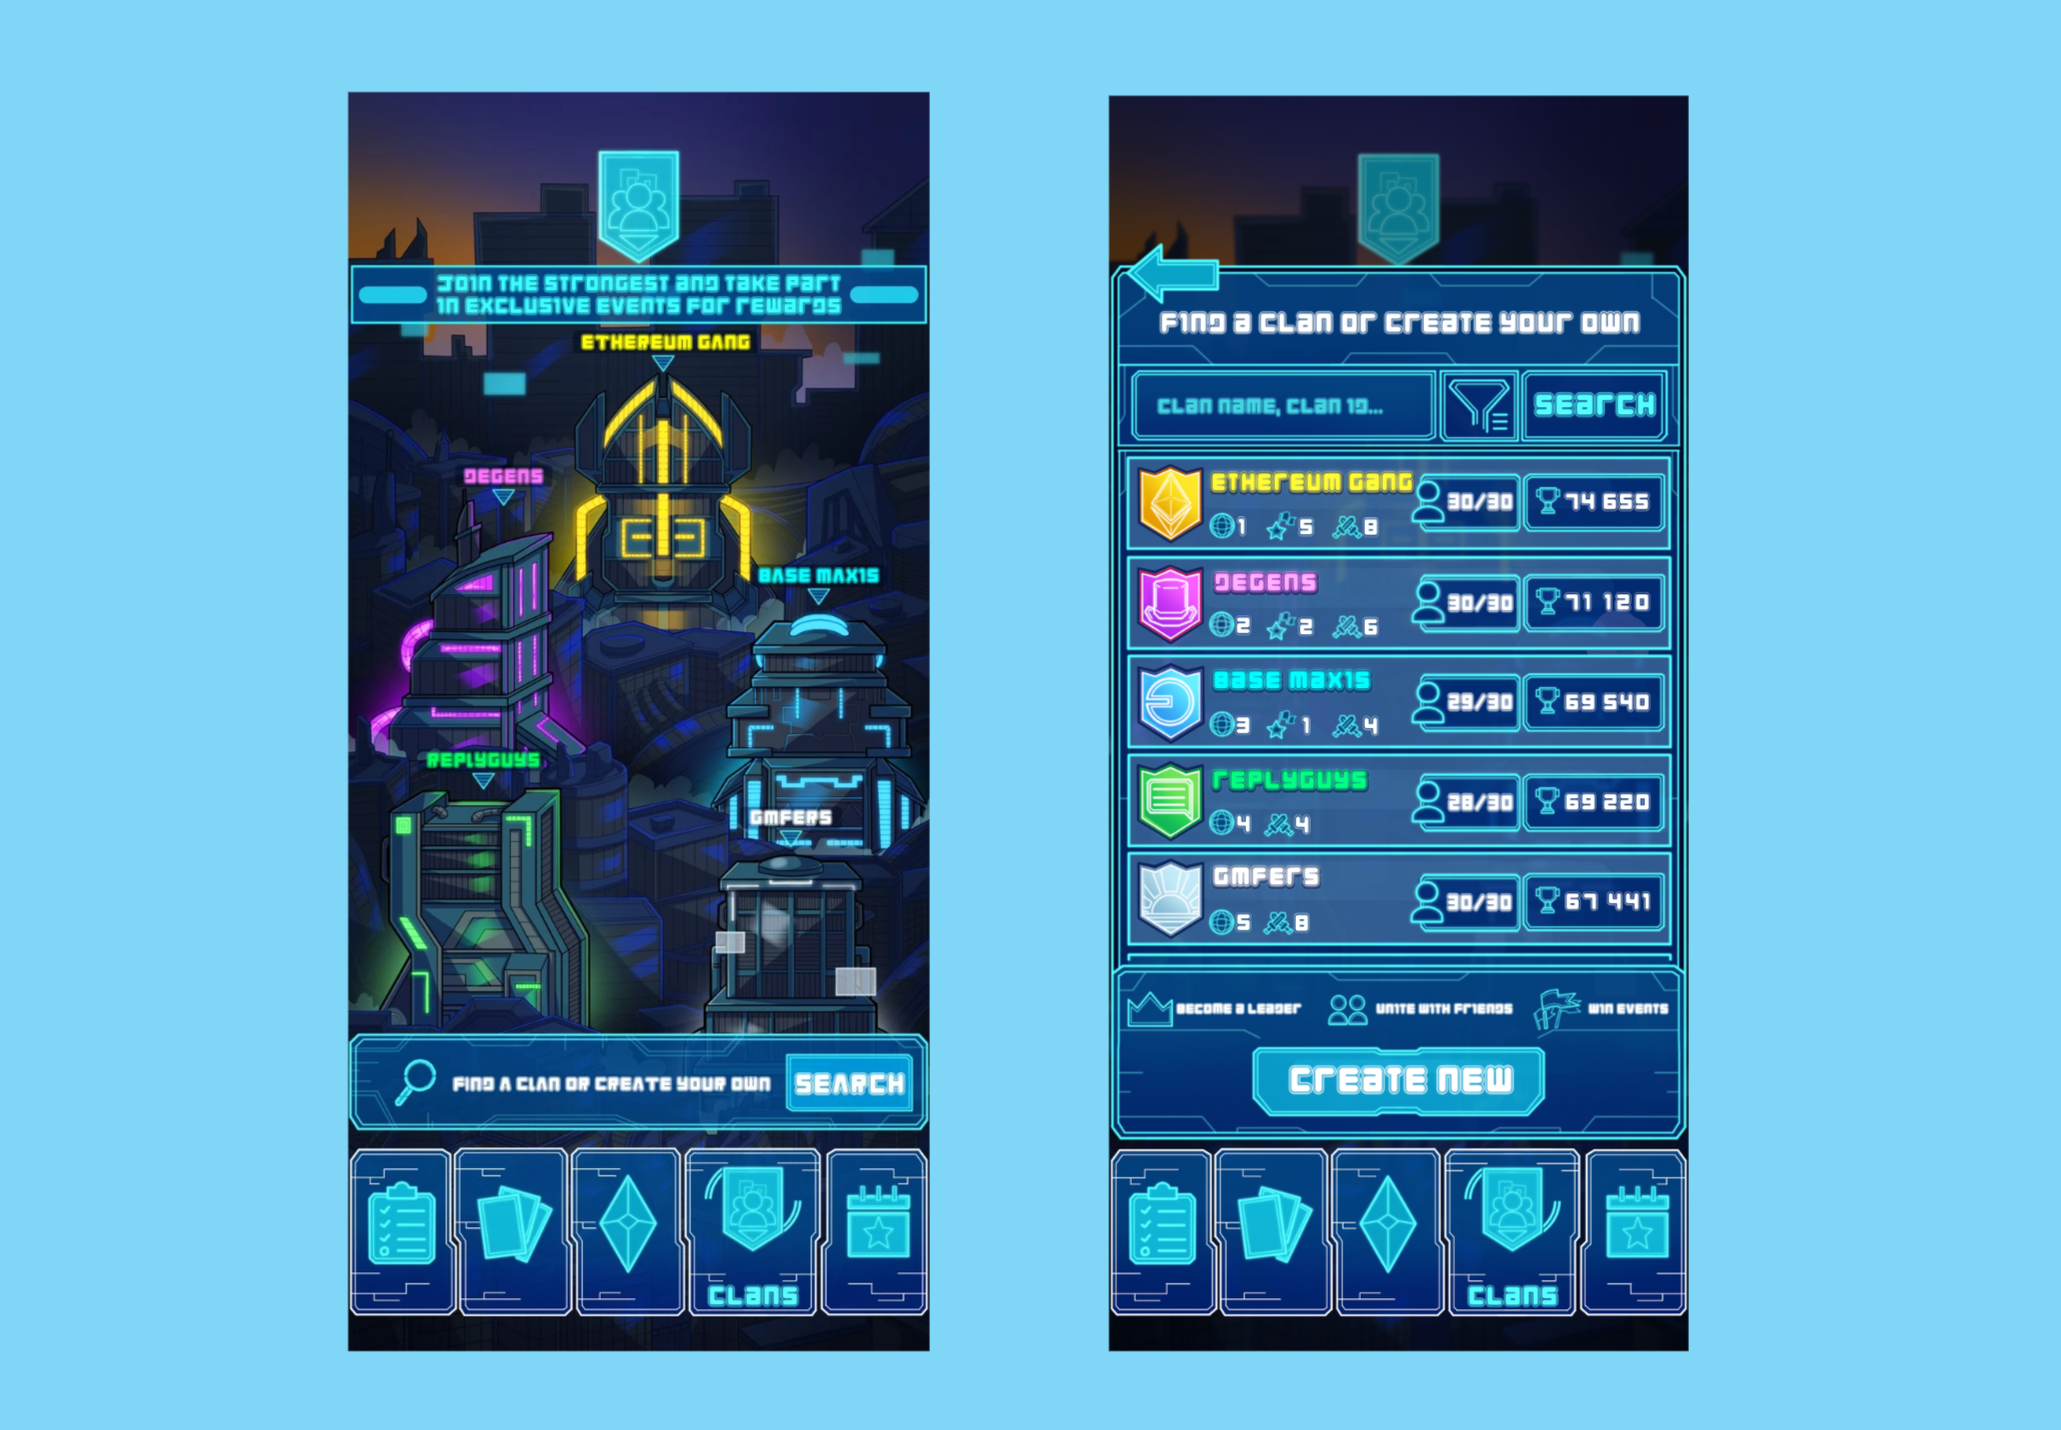 JOIN THE STRONGEST AND TAKE PART
IN EXCLUSIVE EVENTS FOR REWARDS
ETHEREUM GANG
DEGENS
BASE MAXIS
REPLYGUYS
GMFERS
FIND A CLAN OR CREATE YOUR OWN
SEARCH
CLANS
FIND A CLAN OR CREATE YOUR OWN
CLAN NAME, CLAN ID...
SEARCH
ETHEREUM GANG
1 5 8
30/30
74 655
DEGENS
2 2 6
30/30
71 120
BASE MAXIS
3 1 4
29/30
69 540
REPLYGUYS
4 4
28/30
69 220
GMFERS
5 8
30/30
67 441
BECOME A LEADER
UNITE WITH FRIENDS
WIN EVENTS
CREATE NEW
CLANS